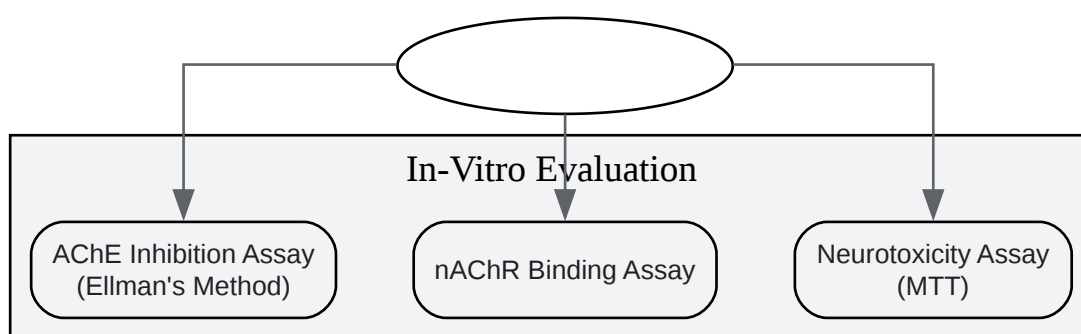 In-Vitro Evaluation
AChE Inhibition Assay
(Ellman's Method)
nAChR Binding Assay
Neurotoxicity Assay
(MTT)